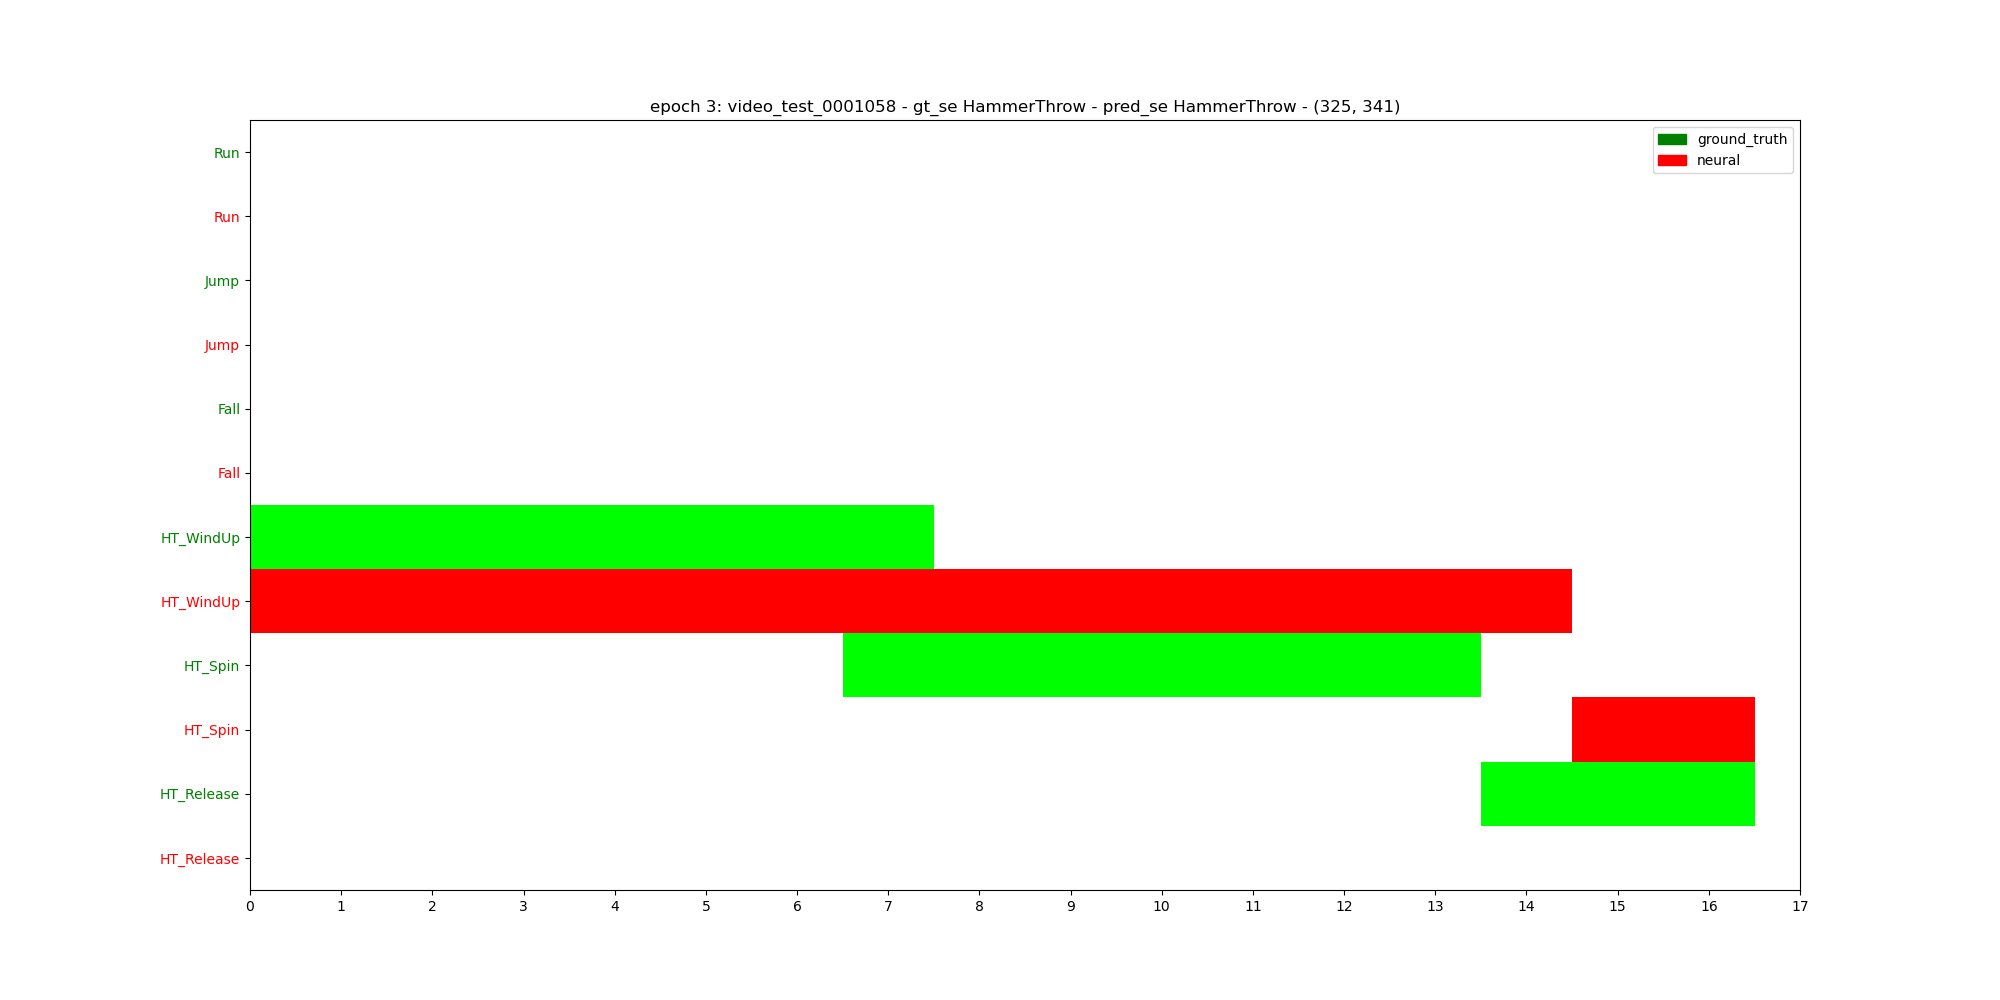 epoch 3: video_test_0001058 - gt_se HammerThrow - pred_se HammerThrow - (325, 341)
ground_truth
neural
Run
Run
Jump
Jump
Fall
Fall
HT_WindUp
HT_WindUp
HT_Spin
HT_Spin
HT_Release
HT_Release
0 1 2 3 4 5 6 7 8 9 10 11 12 13 14 15 16 17